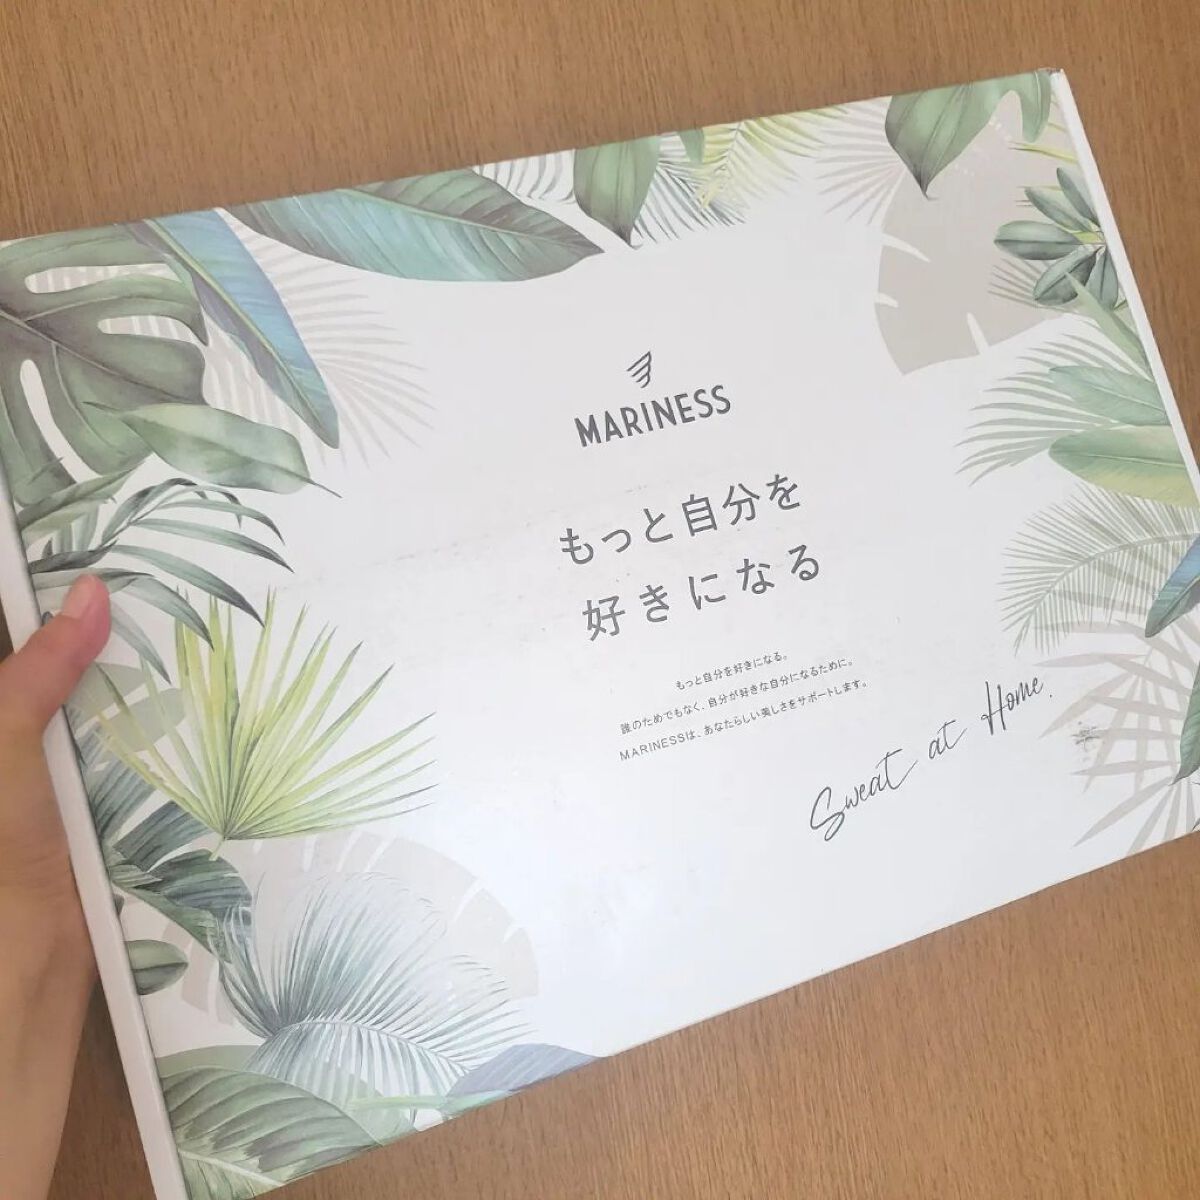 MARINESS
もっと自分を
好きになる
もっと自分を好きになる。
誰のためでもなく、自分が好きな自分になるために。
MARINESSは、あなたらしい美しさをサポートします。
Sweat at Home.